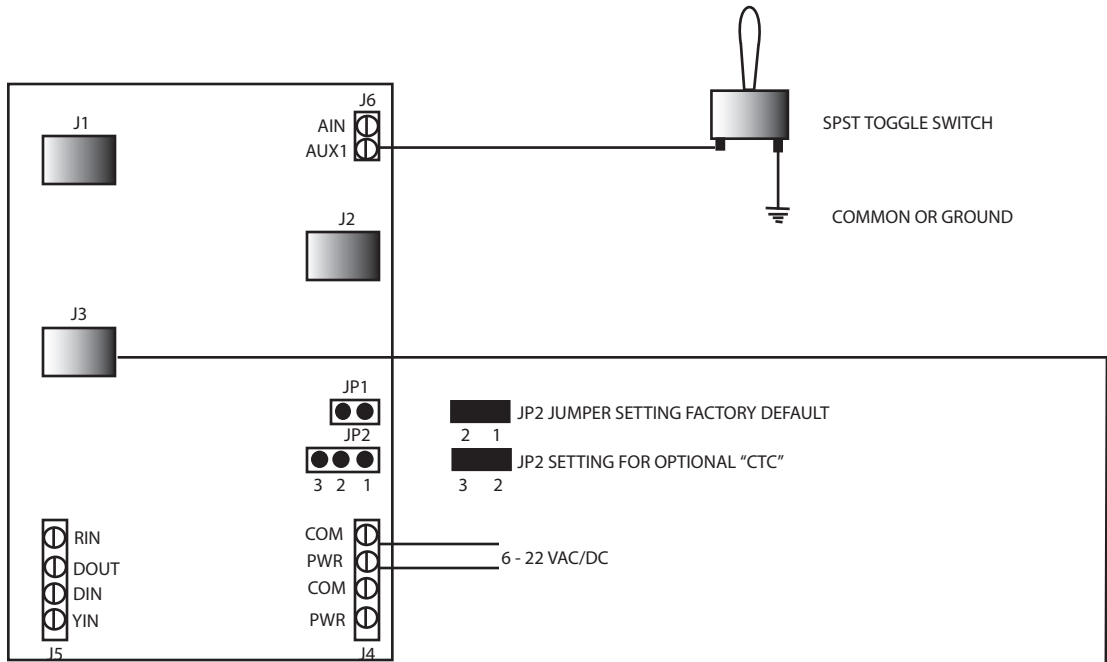 J6
J1
AIN
AUX1
SPST TOGGLE SWITCH
COMMON OR GROUND
J2
J3
JP1
JP2 JUMPER SETTING FACTORY DEFAULT
2 1
JP2
JP2 SETTING FOR OPTIONAL “CTC”
3 2 1
3 2
RIN
DOUT
DIN
YIN
J5
COM
PWR
COM
PWR
J4
6 - 22 VAC/DC